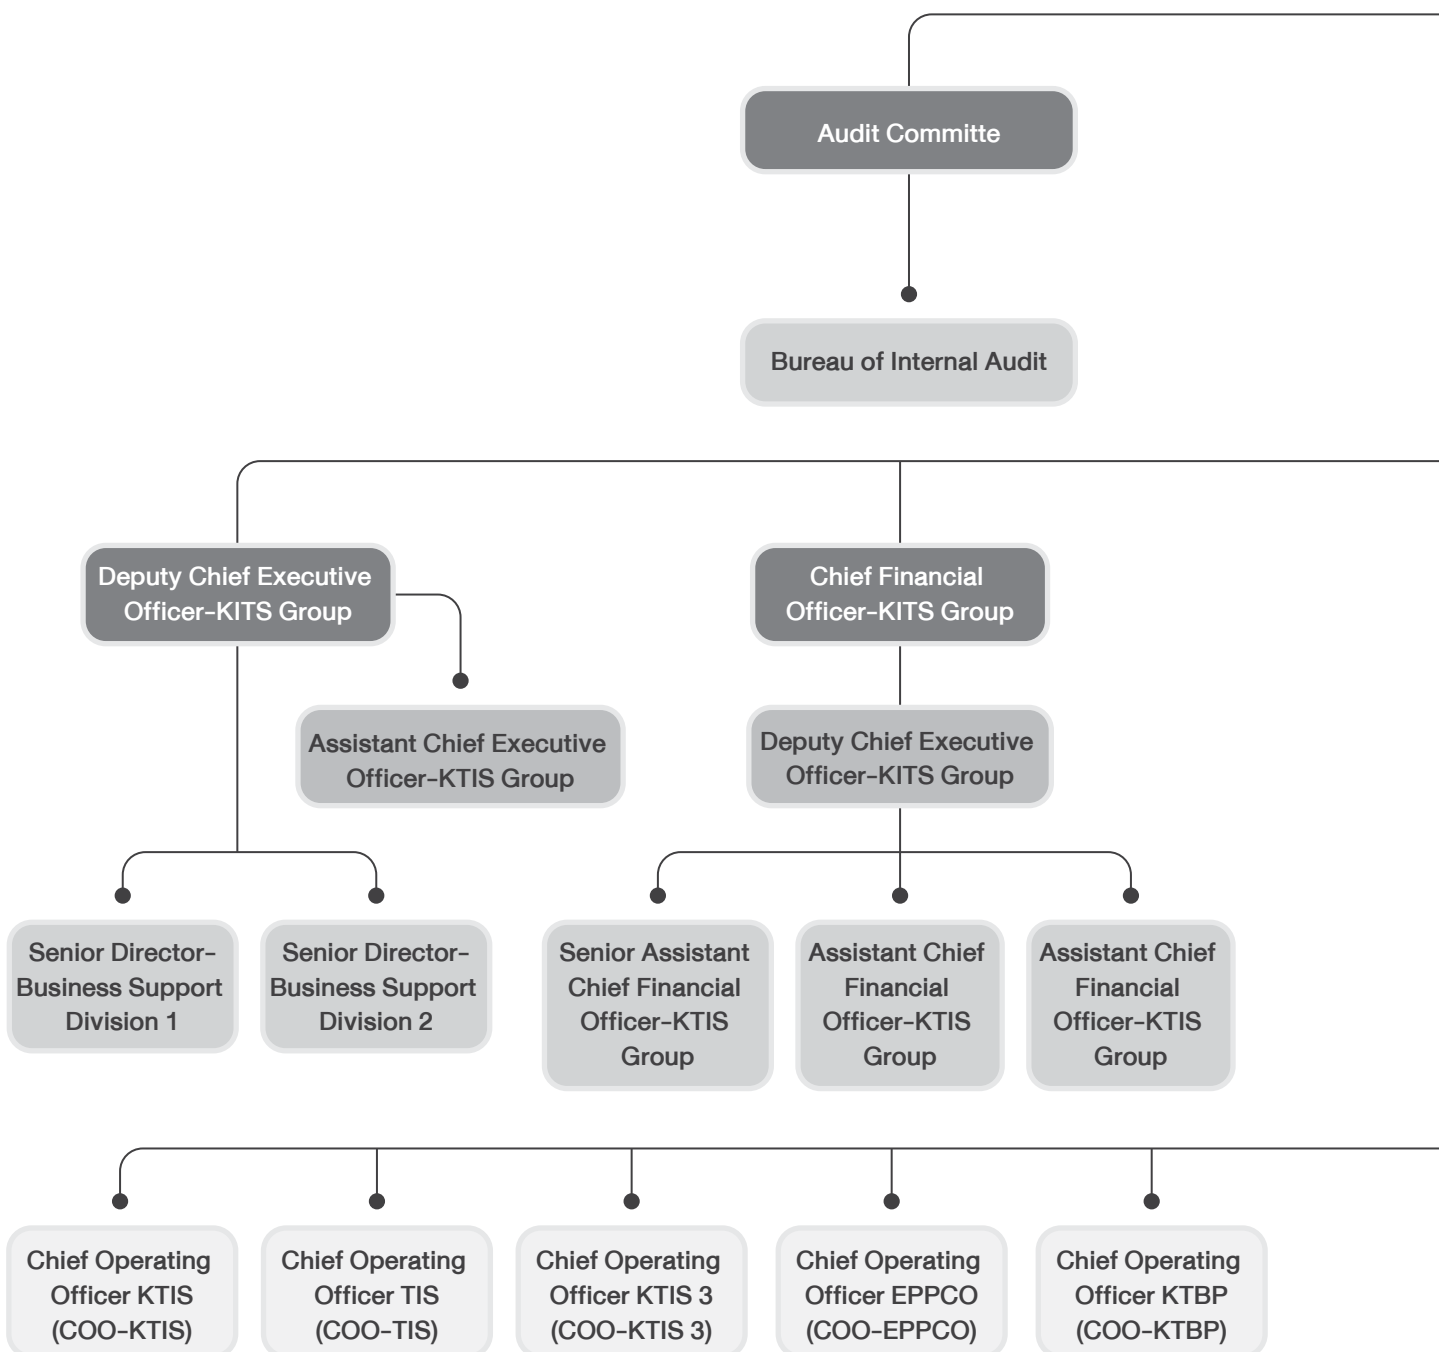 Audit Committe
Bureau of Internal Audit
Deputy Chief Executive
Officer-KITS Group
Chief Financial
Officer-KITS Group
Assistant Chief Executive
Officer-KTIS Group
Deputy Chief Executive
Officer-KITS Group
Senior Director-
Business Support
Division 1
Senior Director-
Business Support
Division 2
Senior Assistant
Chief Financial
Officer-KTIS
Group
Assistant Chief
Financial
Officer-KTIS
Group
Assistant Chief
Financial
Officer-KTIS
Group
Chief Operating
Officer KTIS
(COO-KTIS)
Chief Operating
Officer TIS
(COO-TIS)
Chief Operating
Officer KTIS 3
(COO-KTIS 3)
Chief Operating
Officer EPPCO
(COO-EPPCO)
Chief Operating
Officer KTBP
(COO-KTBP)